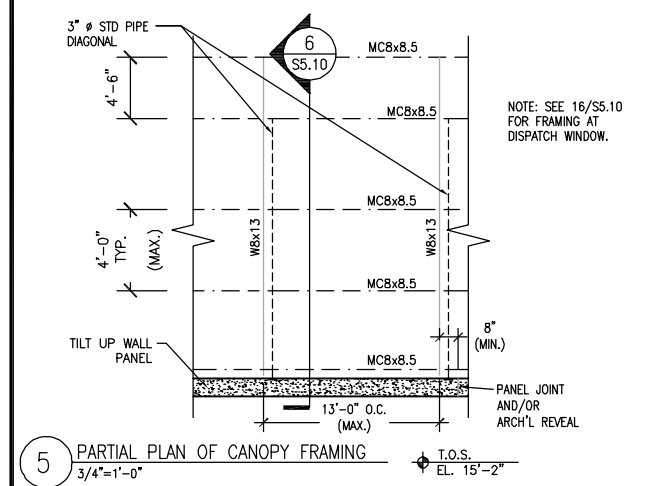 3" ø STD PIPE
DIAGONAL
6
S5.10
MC8x8.5
4'-6"
MC8x8.5
NOTE: SEE 16/S5.10
FOR FRAMING AT
DISPATCH WINDOW.
MC8x8.5
4'-0"
TYP.
(MAX.)
W8x13
W8x13
MC8x8.5
8"
(MIN.)
TILT UP WALL
PANEL
MC8x8.5
PANEL JOINT
AND/OR
ARCH'L REVEAL
13'-0" O.C.
(MAX.)
5
PARTIAL PLAN OF CANOPY FRAMING
3/4"=1'-0"
T.O.S.
EL. 15'-2"